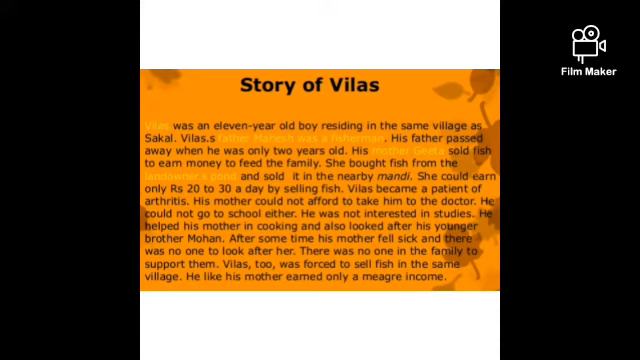 Film Maker
Story of Vilas
Vilas was an eleven-year old boy residing in the same village as
Sakal. Vilas.s father Mahesh was a fisherman. His father passed
away when he was only two years old. His mother Geeta sold fish
to earn money to feed the family. She bought fish from the
landowner's pond and sold it in the nearby mandi. She could earn
only Rs 20 to 30 a day by selling fish. Vilas became a patient of
arthritis. His mother could not afford to take him to the doctor. He
could not go to school either. He was not interested in studies. He
helped his mother in cooking and also looked after his younger
brother Mohan. After some time his mother fell sick and there
was no one to look after her. There was no one in the family to
support them. Vilas, too, was forced to sell fish in the same
village. He like his mother earned only a meagre income.